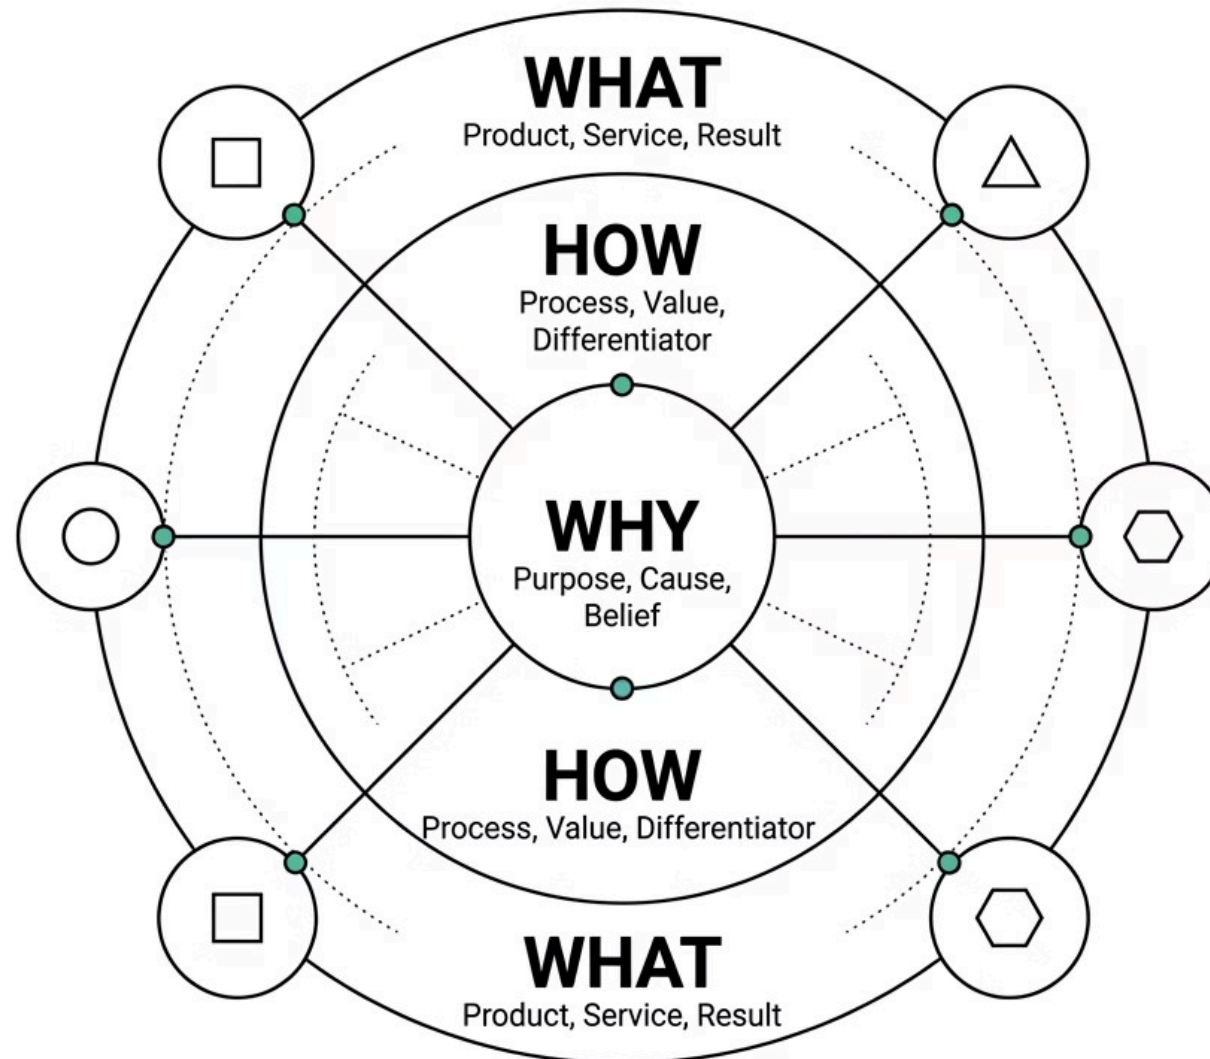 WHAT
Product, Service, Result
HOW
Process, Value,
Differentiator
WHY
Purpose, Cause,
Belief
HOW
Process, Value, Differentiator
WHAT
Product, Service, Result